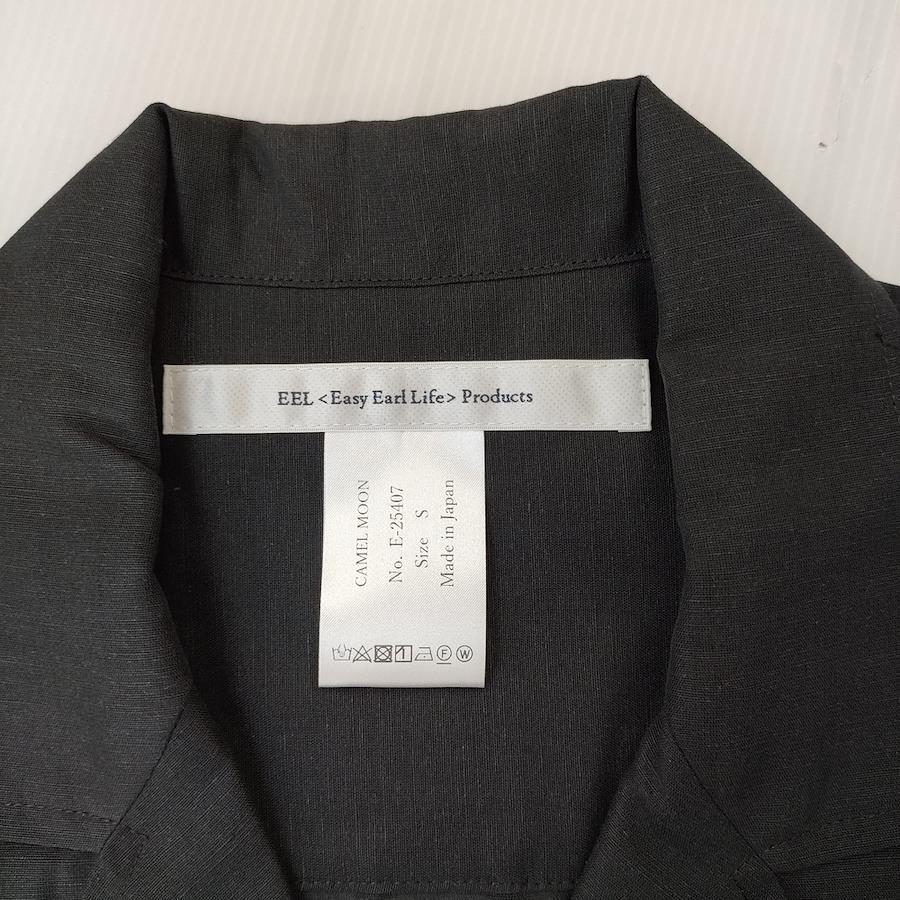 EEL <Easy Earl Life> Products
CAMEL MOON
No. E-25407
Size S
Made in Japan
F W